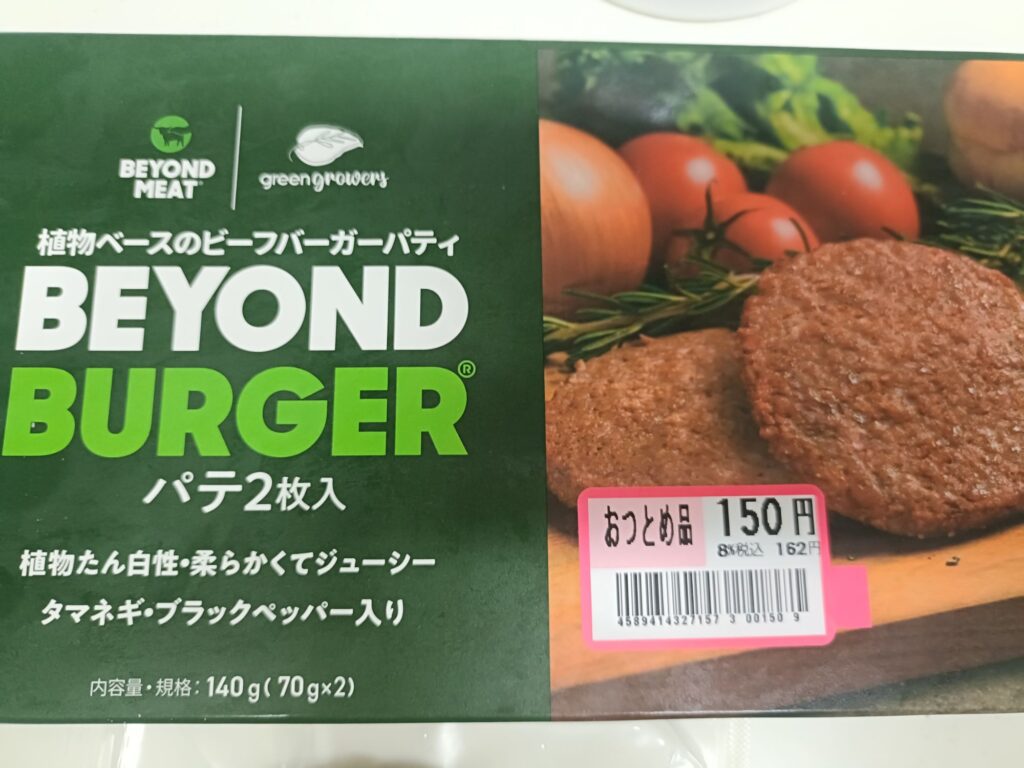 BEYOND
MEAT
green growers
植物ベースのビーフバーガーパティ
BEYOND
BURGER®
パテ2枚入
植物たん白性・柔らかくてジューシー
タマネギ・ブラックペッパー入り
内容量・規格: 140g(70g×2)
おつとめ品 150円
8%税込 162円
4589414327157 3 00150 9